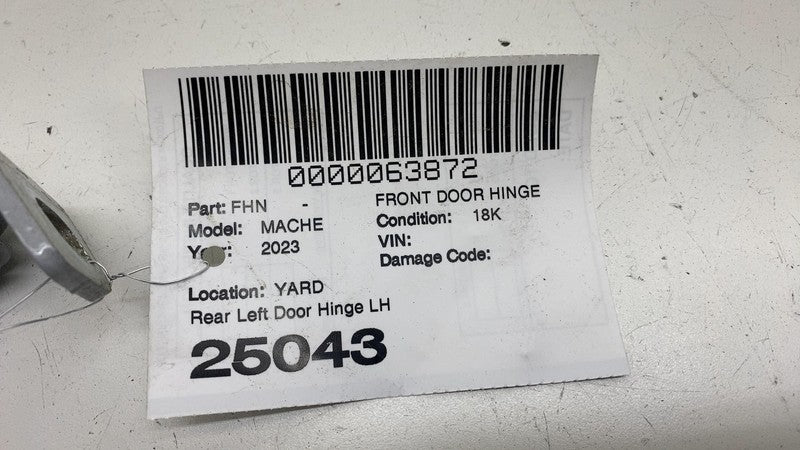 0000063872
Part: FHN - FRONT DOOR HINGE
Model: MACHE Condition: 18K
Year: 2023 VIN:
Damage Code:
Location: YARD
Rear Left Door Hinge LH
25043